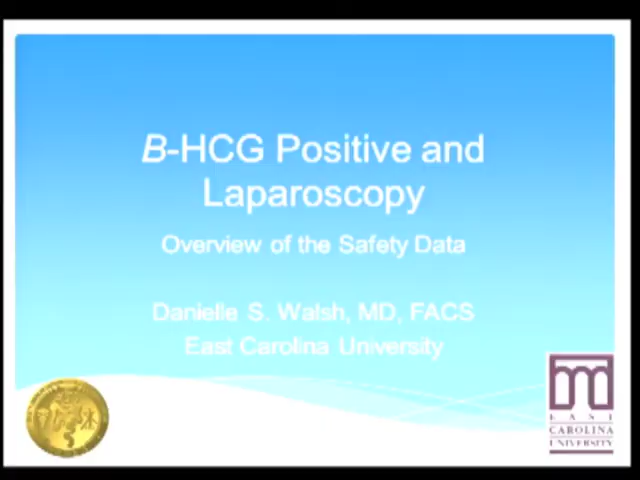 B-HCG Positive and
Laparoscopy
Overview of the Safety Data
Danielle S. Walsh, MD, FACS
East Carolina University
EAST
CAROLINA
UNIVERSITY